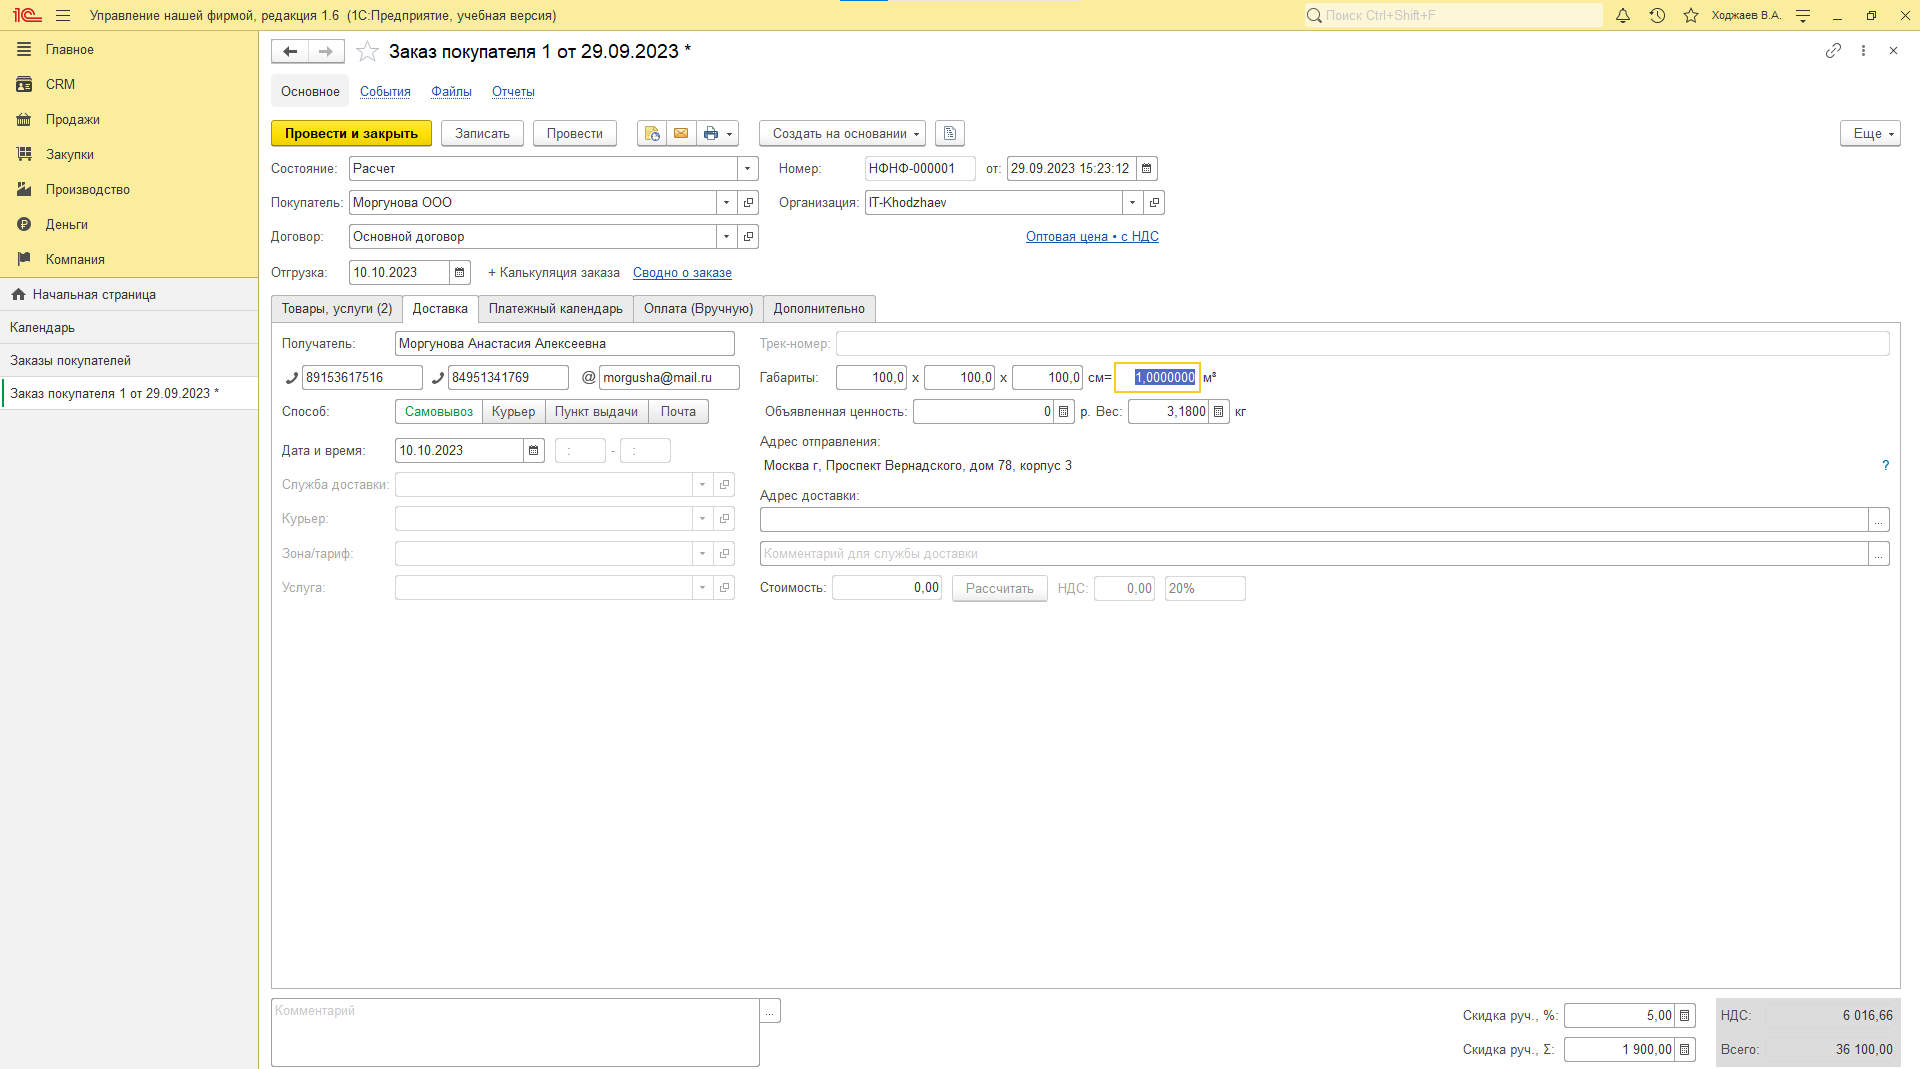 1С Управление нашей фирмой, редакция 1.6 (1С:Предприятие, учебная версия) Поиск Ctrl+Shift+F Ходжаев В.А.
Главное
CRM
Продажи
Закупки
Производство
Деньги
Компания
Начальная страница
Календарь
Заказы покупателей
Заказ покупателя 1 от 29.09.2023 *
Заказ покупателя 1 от 29.09.2023 *
Основное События Файлы Отчеты
Провести и закрыть Записать Провести Создать на основании Еще
Состояние: Расчет Номер: НФНФ-000001 от: 29.09.2023 15:23:12
Покупатель: Моргунова ООО Организация: IT-Khodzhaev
Договор: Основной договор Оптовая цена • с НДС
Отгрузка: 10.10.2023 + Калькуляция заказа Сводно о заказе
Товары, услуги (2) Доставка Платежный календарь Оплата (Вручную) Дополнительно
Получатель: Моргунова Анастасия Алексеевна Трек-номер:
89153617516 84951341769 @ morgusha@mail.ru Габариты: 100,0 x 100,0 x 100,0 см= 1,0000000 м³
Способ: Самовывоз Курьер Пункт выдачи Почта Объявленная ценность: 0 р. Вес: 3,1800 кг
Дата и время: 10.10.2023 : - : Адрес отправления:
Москва г, Проспект Вернадского, дом 78, корпус 3 ?
Служба доставки: Адрес доставки:
Курьер: ...
Зона/тариф: Комментарий для службы доставки ...
Услуга: Стоимость: 0,00 Рассчитать НДС: 0,00 20%
Комментарий ... Скидка руч., %: 5,00 НДС: 6 016,66
Скидка руч., Σ: 1 900,00 Всего: 36 100,00